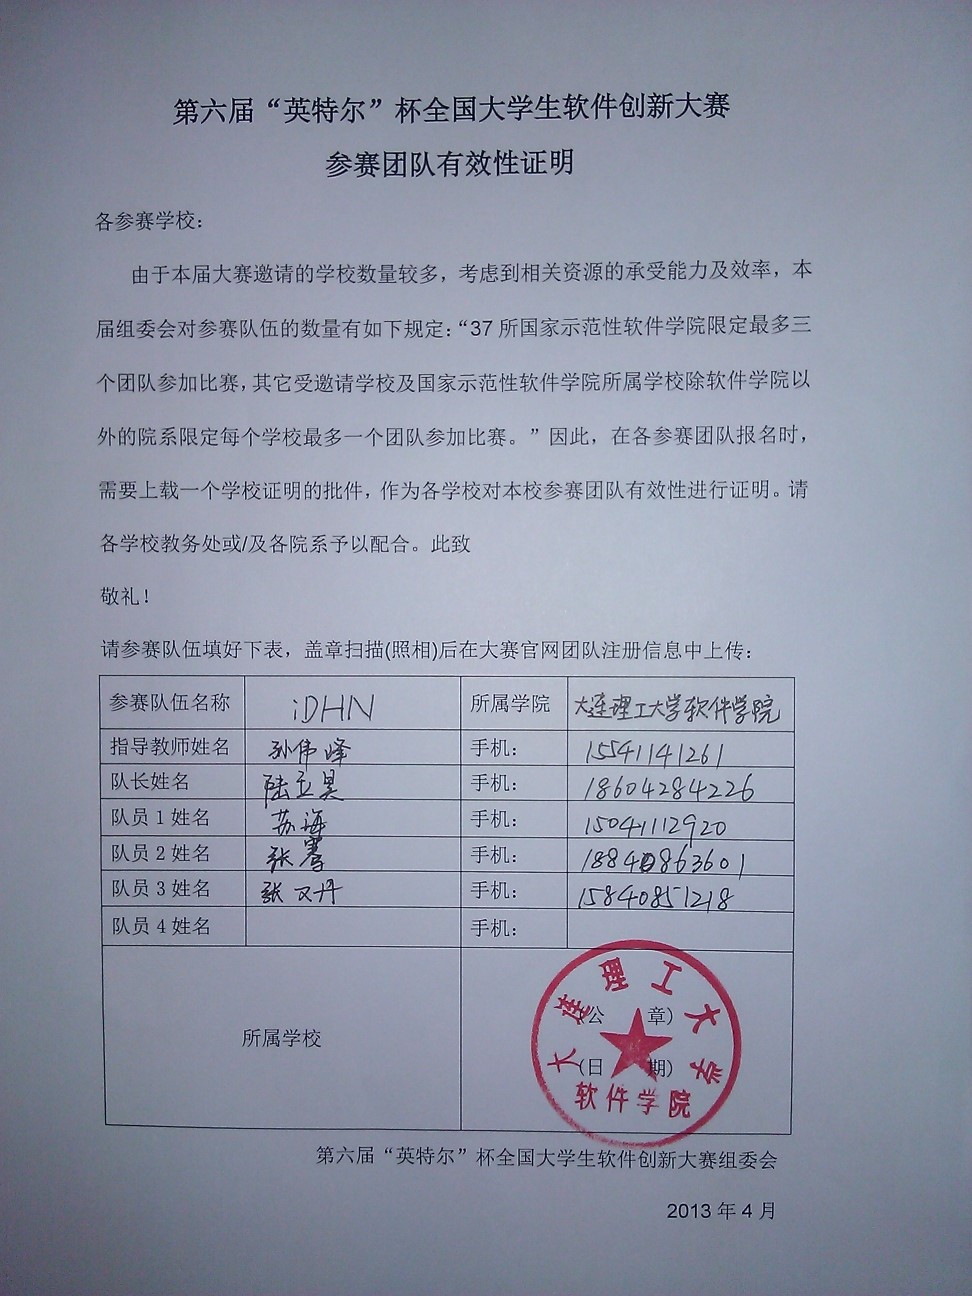 第六届“英特尔”杯全国大学生软件创新大赛
参赛团队有效性证明
各参赛学校：
由于本届大赛邀请的学校数量较多，考虑到相关资源的承受能力及效率，本
届组委会对参赛队伍的数量有如下规定：“37 所国家示范性软件学院限定最多三
个团队参加比赛，其它受邀请学校及国家示范性软件学院所属学校除软件学院以
外的院系限定每个学校最多一个团队参加比赛。”因此，在各参赛团队报名时，
需要上载一个学校证明的批件，作为各学校对本校参赛团队有效性进行证明。请
各学校教务处或/及各院系予以配合。此致
敬礼！
请参赛队伍填好下表，盖章扫描(照相)后在大赛官网团队注册信息中上传：
参赛队伍名称 iDHN 所属学院 大连理工大学软件学院
指导教师姓名 孙伟峰 手机： 15541141261
队长姓名 陆立昊 手机： 18604284226
队员 1 姓名 苏海 手机： 15041112920
队员 2 姓名 张骞 手机： 18840863601
队员 3 姓名 张又丹 手机： 15840851218
队员 4 姓名 手机：
所属学校
(公 章)
(日 期)
大连理工大学
软件学院
第六届“英特尔”杯全国大学生软件创新大赛组委会
2013 年 4 月